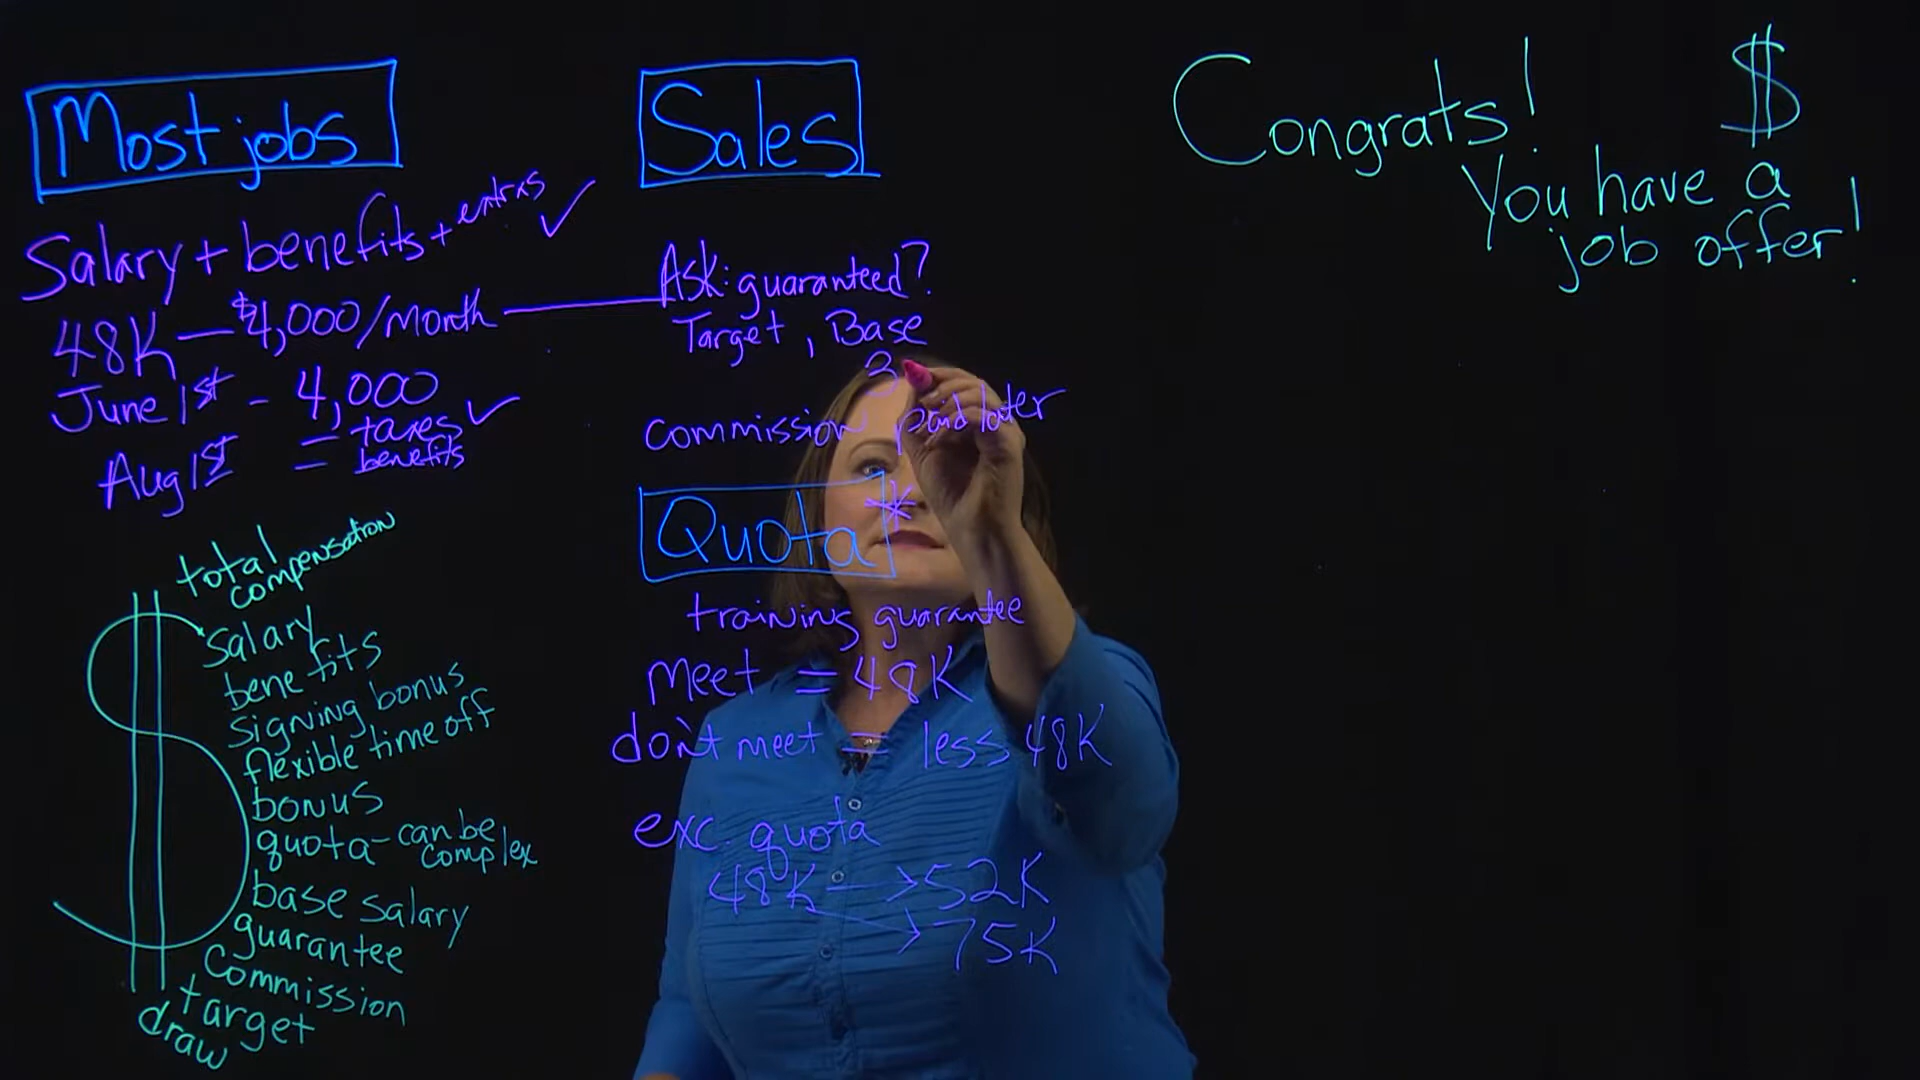 Most jobs
Salary + benefits + extrxs ✓
48K — $4,000/month
June 1st - 4,000
= taxes ✓
Aug 1st = benefits
total
compensation
salary
benefits
signing bonus
flexible time off
bonus
quota - can be
complex
base salary
guarantee
commission
target
draw
Sales
Ask: guaranteed?
Target, Base
3
commission paid later
Quota *
training guarantee
meet = 48K
don't meet = less 48K
exc. quota
48K → 52K
→ 75K
$
Congrats!
You have a
job offer!